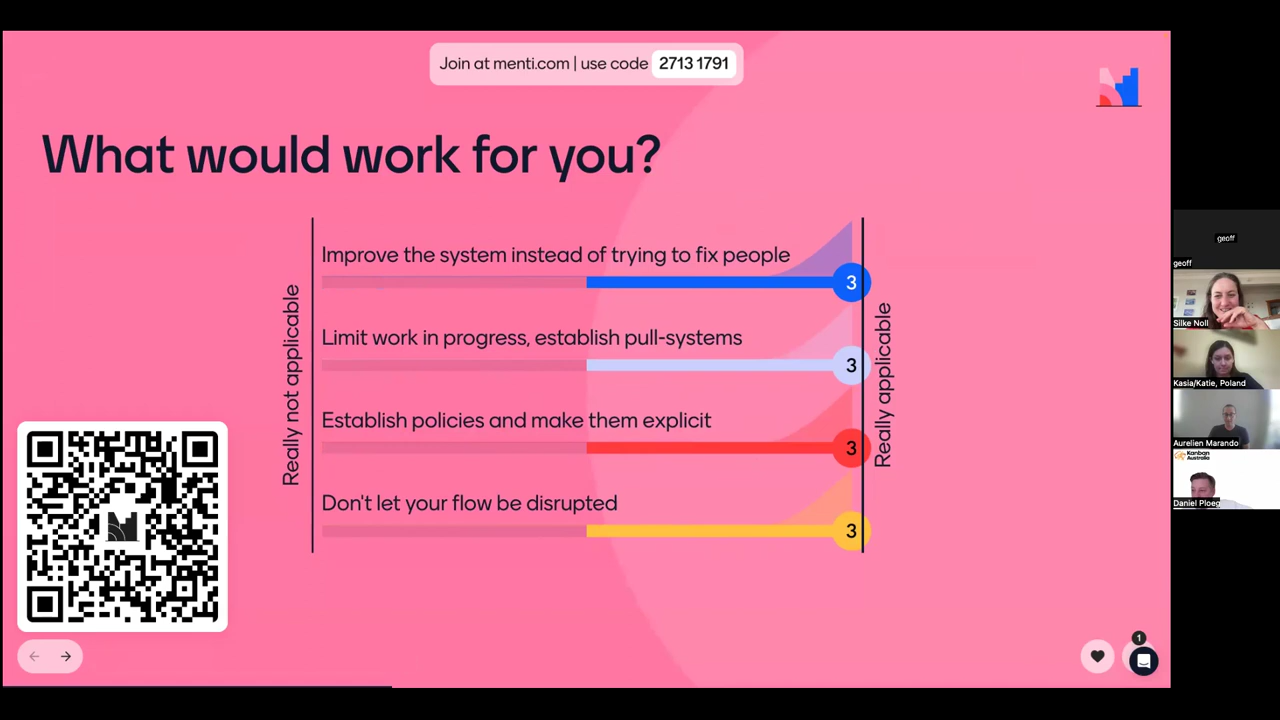 Join at menti.com | use code 2713 1791
What would work for you?
Really not applicable
Improve the system instead of trying to fix people
3
Limit work in progress, establish pull-systems
3
Establish policies and make them explicit
3
Don't let your flow be disrupted
3
Really applicable
1
geoff
geoff
Silke Noll
Kasia/Katie, Poland
Aurelien Marando
Kanban
Australia
Daniel Ploeg